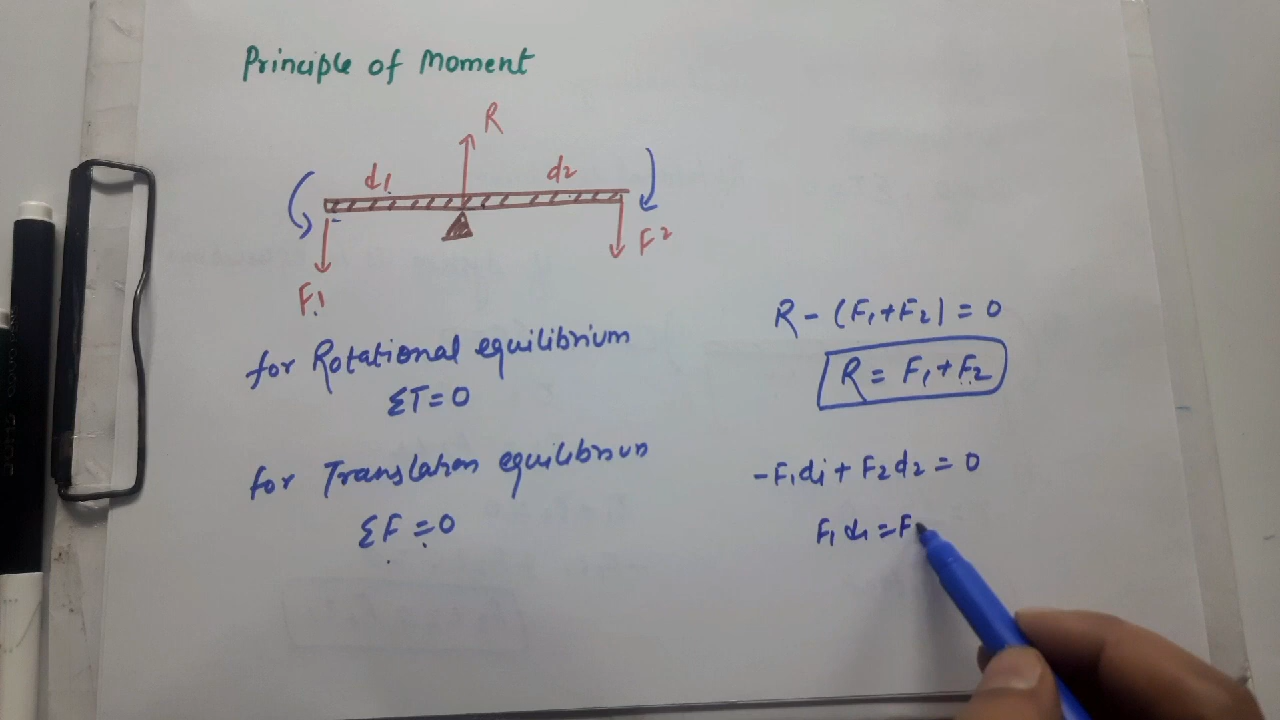 Principle of Moment
R
d1
d2
F1
F2
for Rotational equilibrium
ΣT=0
for Translation equilibrium
ΣF=0
R-(F1+F2)=0
R=F1+F2
-F1d1+F2d2=0
F1d1=F